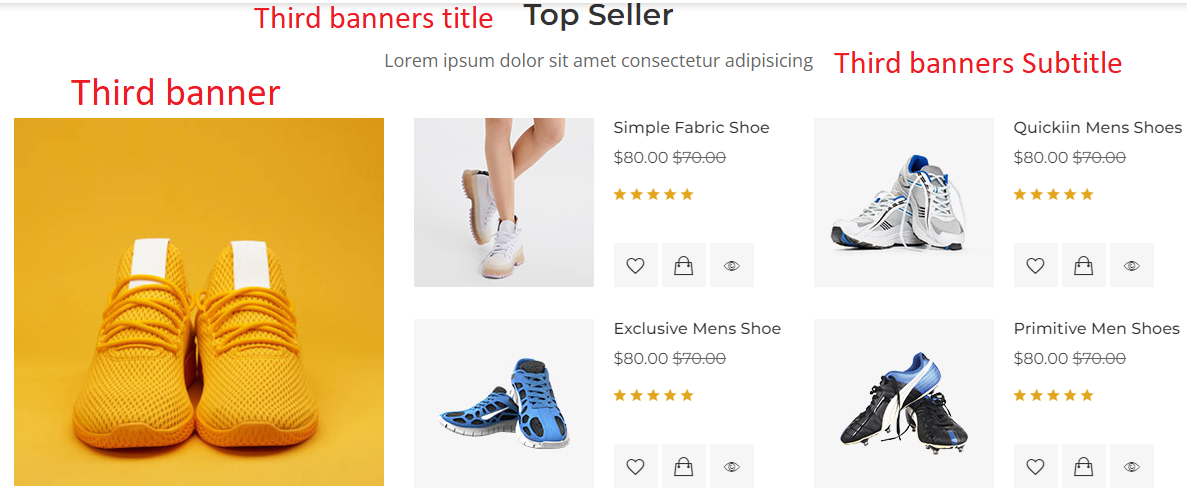 Third banners title
Top Seller
Lorem ipsum dolor sit amet consectetur adipisicing
Third banners Subtitle
Third banner
Simple Fabric Shoe
$80.00 $70.00
Quickiin Mens Shoes
$80.00 $70.00
Exclusive Mens Shoe
$80.00 $70.00
Primitive Men Shoes
$80.00 $70.00